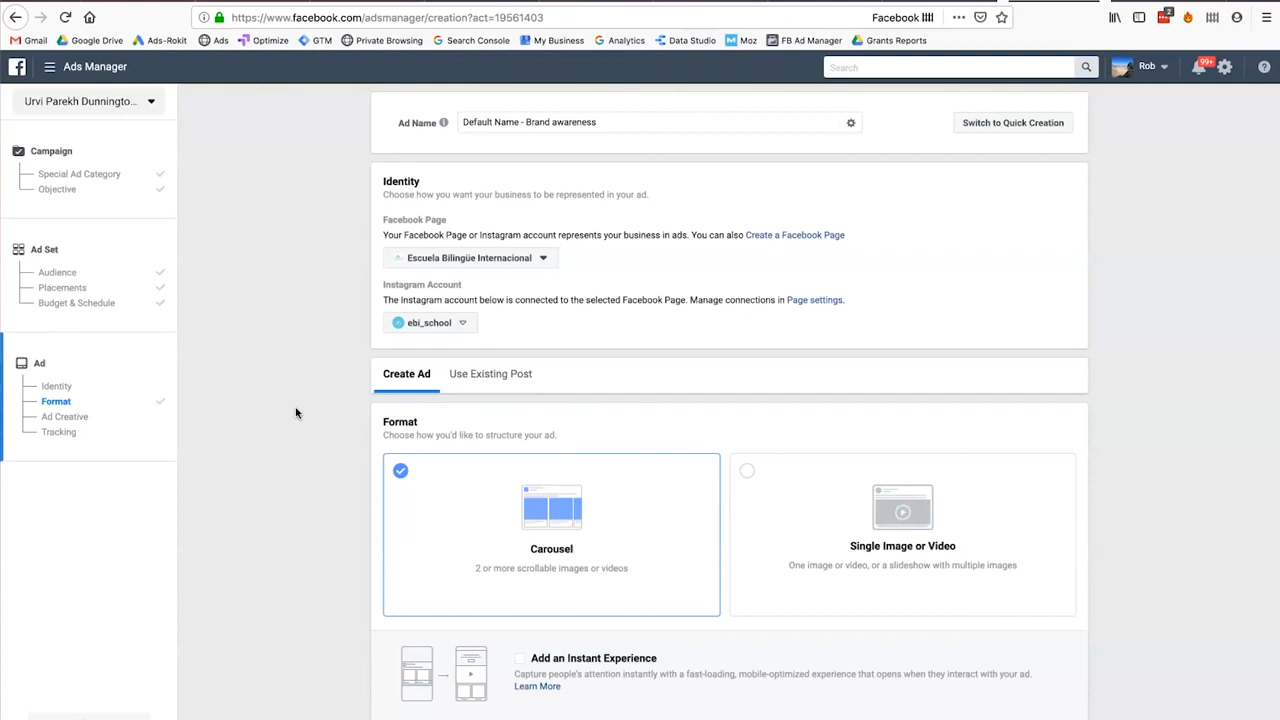 https://www.facebook.com/adsmanager/creation?act=19561403
Facebook
2
Gmail
Google Drive
Ads-Rokit
Ads
Optimize
GTM
Private Browsing
Search Console
My Business
Analytics
Data Studio
Moz
FB Ad Manager
Grants Reports
Ads Manager
Search
Rob
99+
Urvi Parekh Dunningto...
Ad Name
Default Name - Brand awareness
Switch to Quick Creation
Campaign
Special Ad Category
Objective
Ad Set
Audience
Placements
Budget & Schedule
Ad
Identity
Format
Ad Creative
Tracking
Identity
Choose how you want your business to be represented in your ad.
Facebook Page
Your Facebook Page or Instagram account represents your business in ads. You can also Create a Facebook Page
Escuela Bilingüe Internacional
Instagram Account
The Instagram account below is connected to the selected Facebook Page. Manage connections in Page settings.
ebi_school
Create Ad
Use Existing Post
Format
Choose how you'd like to structure your ad.
Carousel
2 or more scrollable images or videos
Single Image or Video
One image or video, or a slideshow with multiple images
Add an Instant Experience
Capture people's attention instantly with a fast-loading, mobile-optimized experience that opens when they interact with your ad.
Learn More